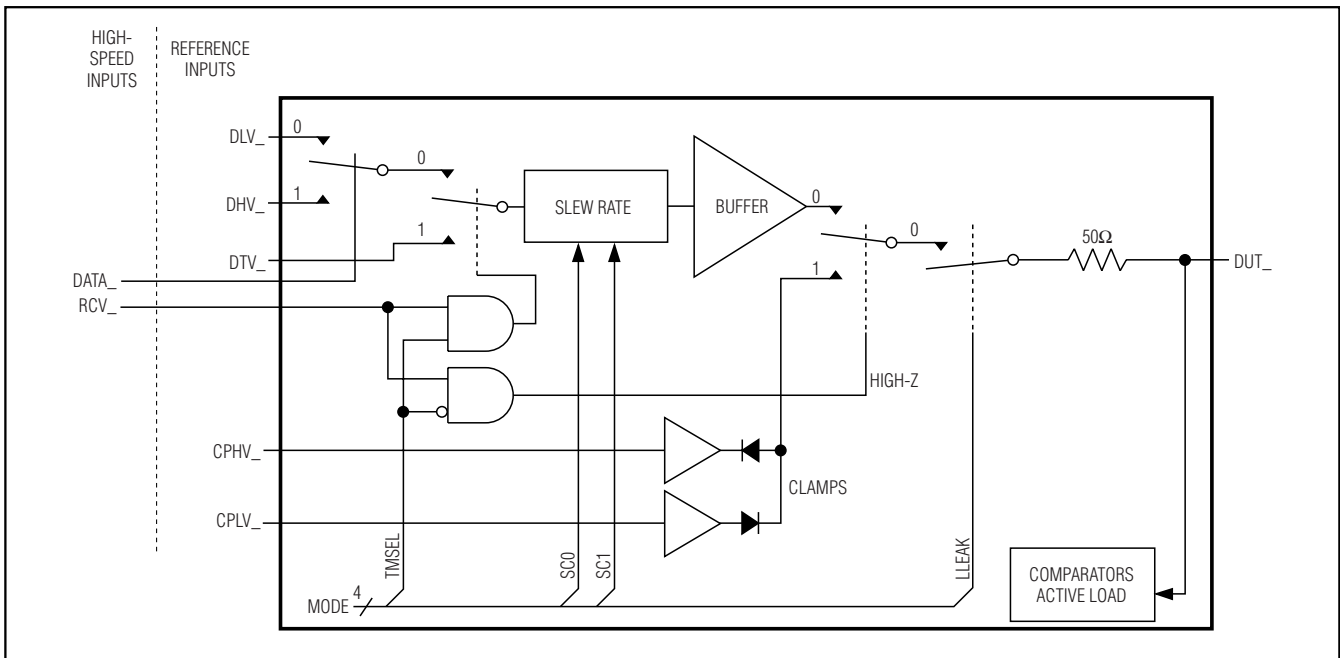 HIGH-
SPEED
INPUTS
REFERENCE
INPUTS
DLV_
0
0
DHV_
1
SLEW RATE
BUFFER
0
0
1
50Ω
DTV_
1
DUT_
DATA_
RCV_
HIGH-Z
CPHV_
CLAMPS
CPLV_
TMSEL
SC0
SC1
LLEAK
COMPARATORS
ACTIVE LOAD
MODE
4